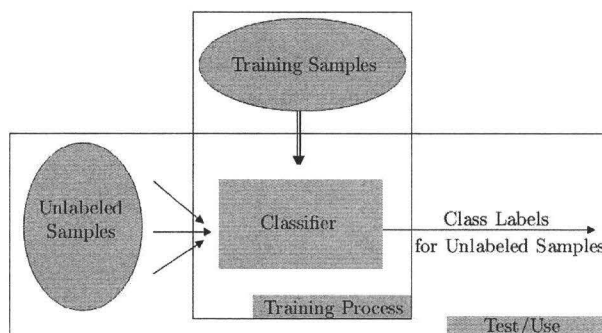 Training Samples
Unlabeled
Samples
Classifier
Class Labels
for Unlabeled Samples
Training Process
Test/Use